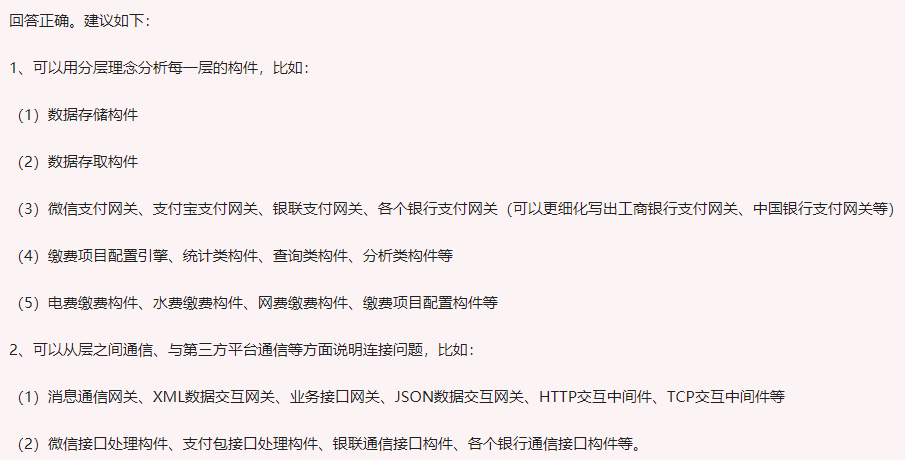 回答正确。建议如下：
1、可以用分层理念分析每一层的构件，比如：
（1）数据存储构件
（2）数据存取构件
（3）微信支付网关、支付宝支付网关、银联支付网关、各个银行支付网关（可以更细化写出工商银行支付网关、中国银行支付网关等）
（4）缴费项目配置引擎、统计类构件、查询类构件、分析类构件等
（5）电费缴费构件、水费缴费构件、网费缴费构件、缴费项目配置构件等
2、可以从层之间通信、与第三方平台通信等方面说明连接问题，比如：
（1）消息通信网关、XML数据交互网关、业务接口网关、JSON数据交互网关、HTTP交互中间件、TCP交互中间件等
（2）微信接口处理构件、支付包接口处理构件、银联通信接口构件、各个银行通信接口构件等。